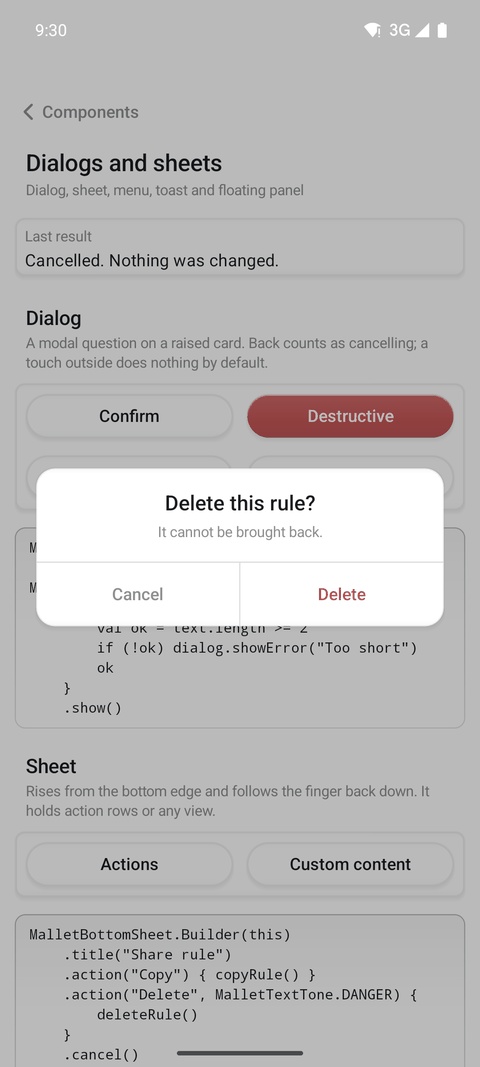 9:30
3G
Components
Dialogs and sheets
Dialog, sheet, menu, toast and floating panel
Last result
Cancelled. Nothing was changed.
Dialog
A modal question on a raised card. Back counts as cancelling; a
touch outside does nothing by default.
Confirm
Destructive
Delete this rule?
It cannot be brought back.
Cancel
Delete
val ok = text.length >= 2
if (!ok) dialog.showError("Too short")
ok
}
.show()
Sheet
Rises from the bottom edge and follows the finger back down. It
holds action rows or any view.
Actions
Custom content
MalletBottomSheet.Builder(this)
.title("Share rule")
.action("Copy") { copyRule() }
.action("Delete", MalletTextTone.DANGER) {
deleteRule()
}
.cancel()